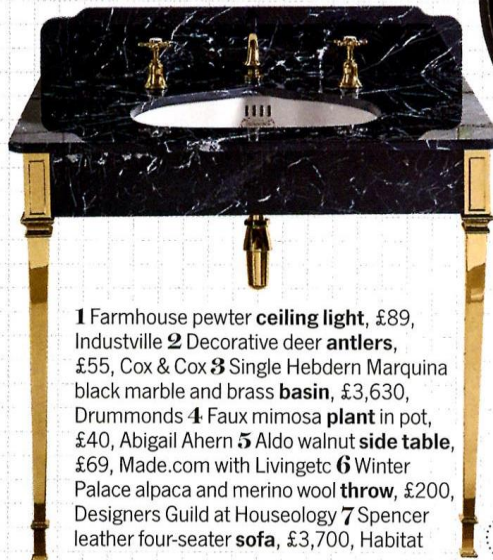 1 Farmhouse pewter ceiling light, £89,
Industville 2 Decorative deer antlers,
£55, Cox & Cox 3 Single Hebdern Marquina
black marble and brass basin, £3,630,
Drummonds 4 Faux mimosa plant in pot,
£40, Abigail Ahern 5 Aldo walnut side table,
£69, Made.com with Livingetc 6 Winter
Palace alpaca and merino wool throw, £200,
Designers Guild at Houseology 7 Spencer
leather four-seater sofa, £3,700, Habitat